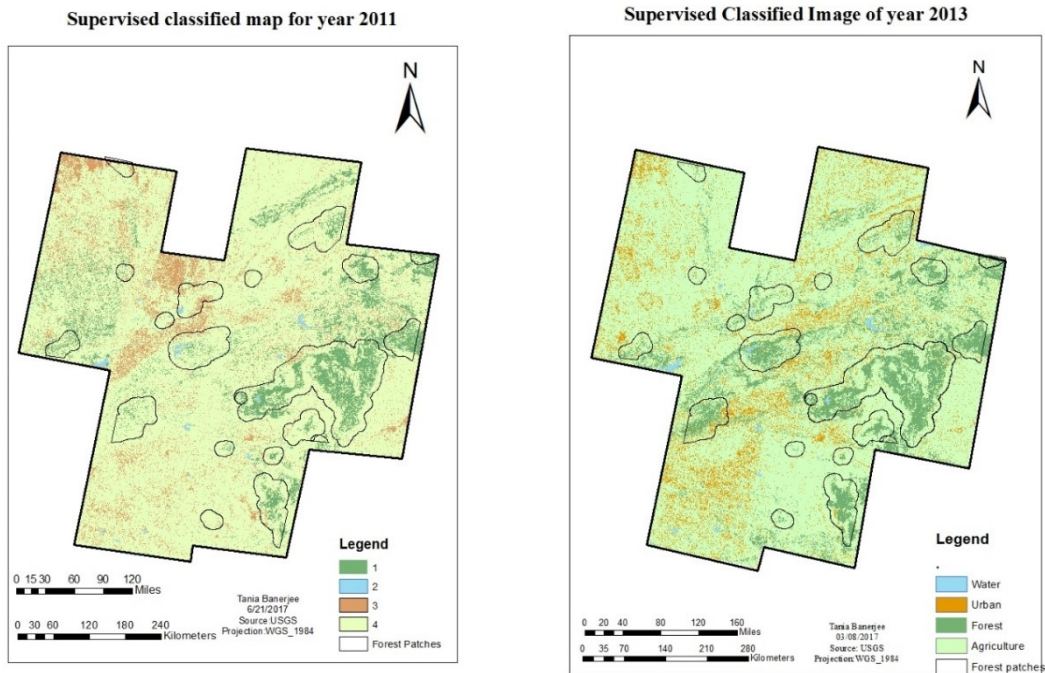 Supervised classified map for year 2011
N
Legend
1
2
3
4
Forest Patches
0 15 30 60 90 120
Miles
0 30 60 120 180 240
Kilometers
Tania Banerjee
6/21/2017
Source:USGS
Projection:WGS_1984
Supervised Classified Image of year 2013
N
Legend
Water
Urban
Forest
Agriculture
Forest patches
0 20 40 80 120 160
Miles
0 35 70 140 210 280
Kilometers
Tania Banerjee
03/08/2017
Source: USGS
Projection:WGS_1984